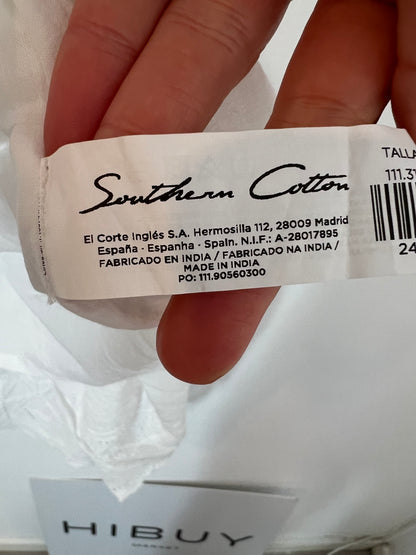 Southern Cotton
El Corte Inglés S.A. Hermosilla 112, 28009 Madrid
España - Espanha - Spain. N.I.F.: A-28017895
FABRICADO EN INDIA / FABRICADO NA INDIA /
MADE IN INDIA
PO: 111.90560300
TALLA
111.31
24
HIBUY
MARKET